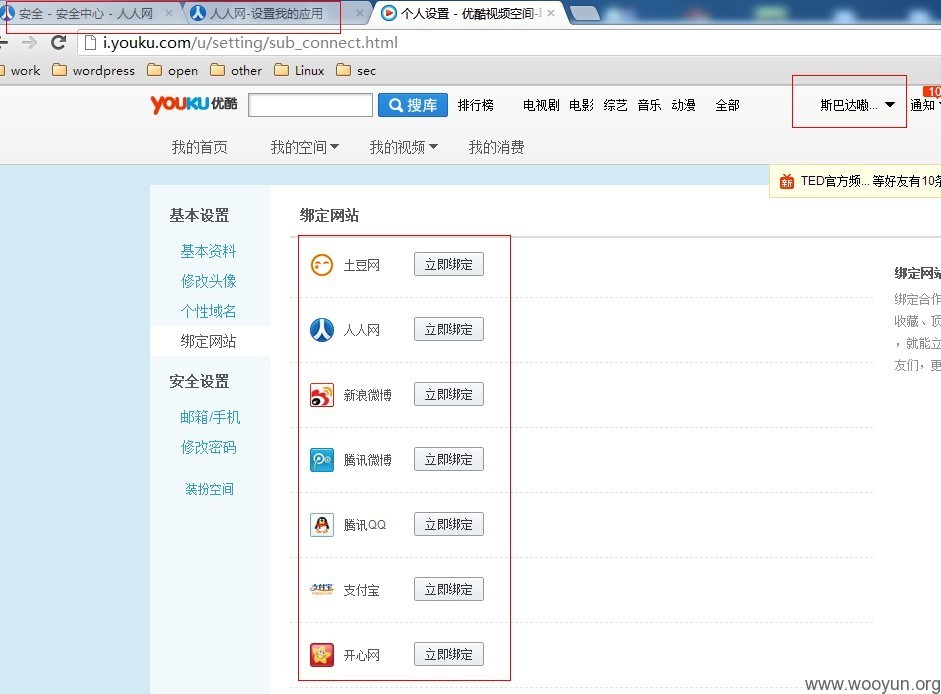 安全 - 安全中心 - 人人网 × 人人网-设置我的应用 × 个人设置 - 优酷视频空间- ×
i.youku.com/u/setting/sub_connect.html
work wordpress open other Linux sec
YOUKU优酷 搜库 排行榜 电视剧 电影 综艺 音乐 动漫 全部 斯巴达嗷... 通知 10
我的首页 我的空间 我的视频 我的消费
新 TED官方频... 等好友有10条
基本设置
基本资料
修改头像
个性域名
绑定网站
安全设置
邮箱/手机
修改密码
装扮空间
绑定网站
土豆网 立即绑定
人人网 立即绑定
新浪微博 立即绑定
腾讯微博 立即绑定
腾讯QQ 立即绑定
支付宝 支付宝 立即绑定
开心网 立即绑定
绑定网站
绑定合作
收藏、顶
，就能立
友们，更
www.wooyun.org